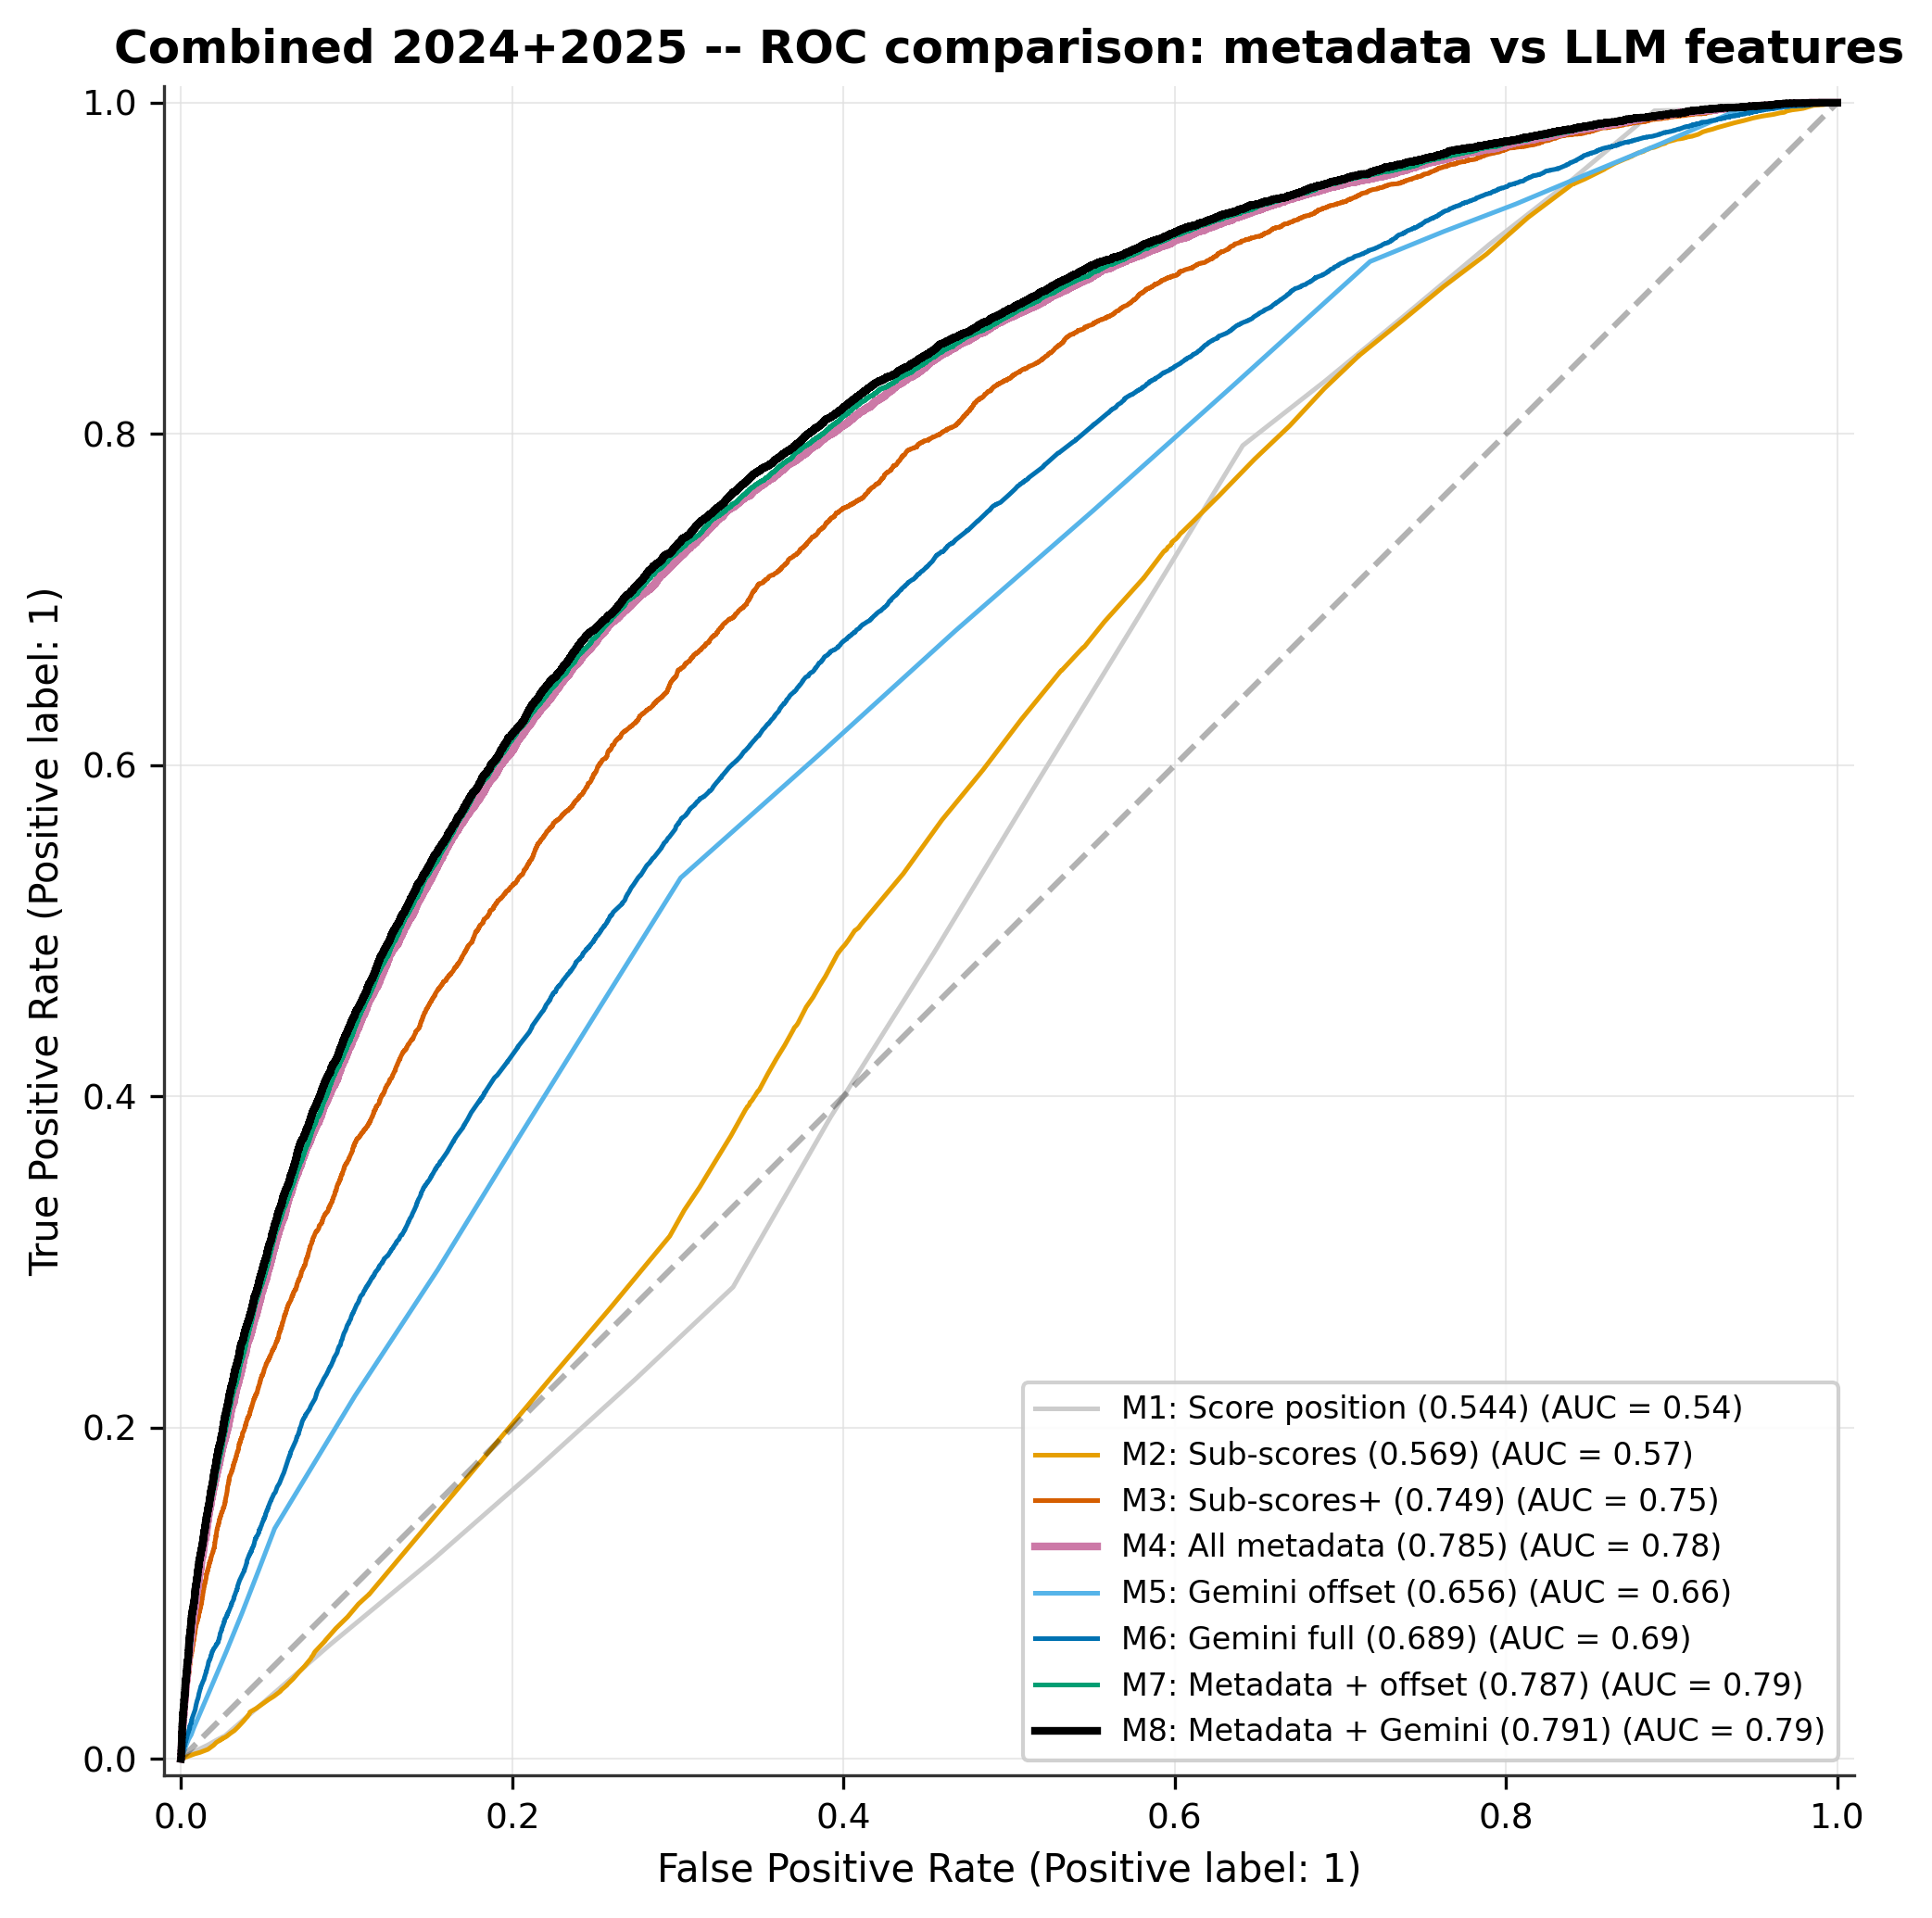 Combined 2024+2025 -- ROC comparison: metadata vs LLM features
True Positive Rate (Positive label: 1)
1.0
0.8
0.6
0.4
0.2
0.0
0.0 0.2 0.4 0.6 0.8 1.0
False Positive Rate (Positive label: 1)
M1: Score position (0.544) (AUC = 0.54)
M2: Sub-scores (0.569) (AUC = 0.57)
M3: Sub-scores+ (0.749) (AUC = 0.75)
M4: All metadata (0.785) (AUC = 0.78)
M5: Gemini offset (0.656) (AUC = 0.66)
M6: Gemini full (0.689) (AUC = 0.69)
M7: Metadata + offset (0.787) (AUC = 0.79)
M8: Metadata + Gemini (0.791) (AUC = 0.79)